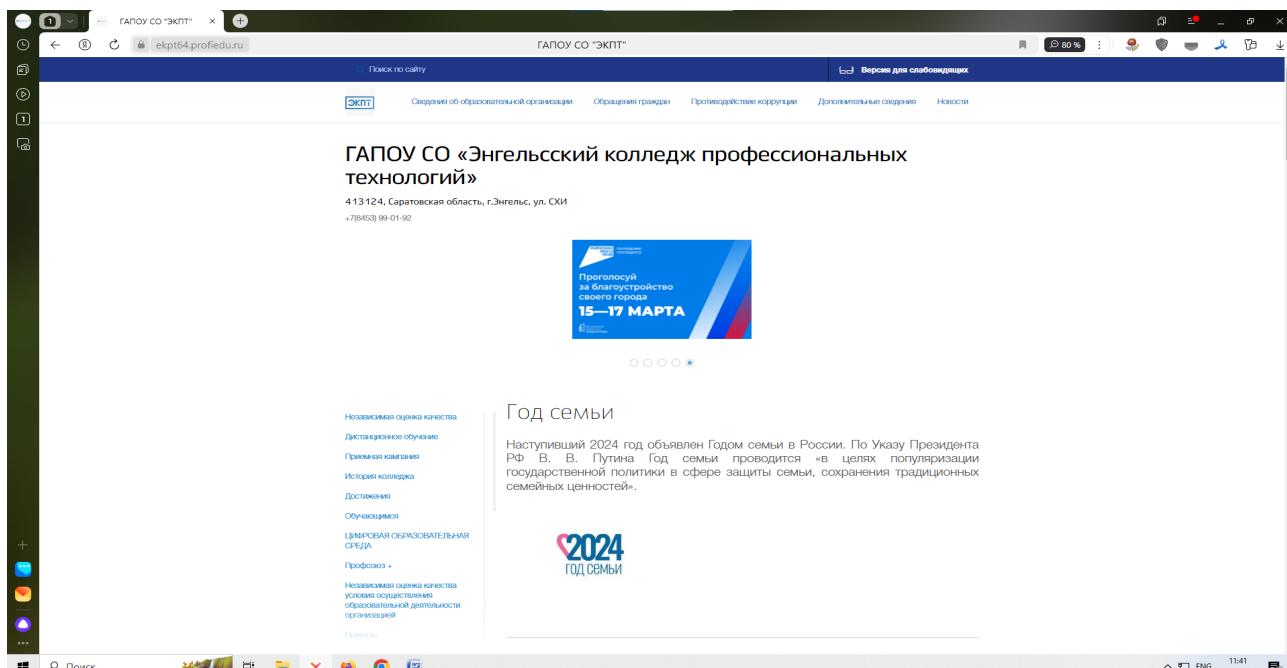 1
ГАПОУ СО "ЭКПТ"
ekpt64.profiedu.ru
ГАПОУ СО "ЭКПТ"
80 %
Поиск по сайту
Версия для слабовидящих
1
ЭКПТ
Сведения об образовательной организации
Обращения граждан
Противодействие коррупции
Дополнительные сведения
Новости
ГАПОУ СО «Энгельсский колледж профессиональных
технологий»
413124, Саратовская область, г.Энгельс, ул. СХИ
+7(8453) 99-01-92
Проголосуй
за благоустройство
своего города
15—17 МАРТА
Независимая оценка качества
Дистанционное обучение
Приемная кампания
История колледжа
Достижения
Обучающимся
ЦИФРОВАЯ ОБРАЗОВАТЕЛЬНАЯ
СРЕДА
Профсоюз +
Независимая оценка качества
условия осуществления
образовательной деятельности
организацией
Приказы
Год семьи
Наступивший 2024 год объявлен Годом семьи в России. По Указу Президента
РФ В. В. Путина Год семьи проводится «в целях популяризации
государственной политики в сфере защиты семьи, сохранения традиционных
семейных ценностей».
2024
ГОД СЕМЬИ
Поиск
ENG
11:41